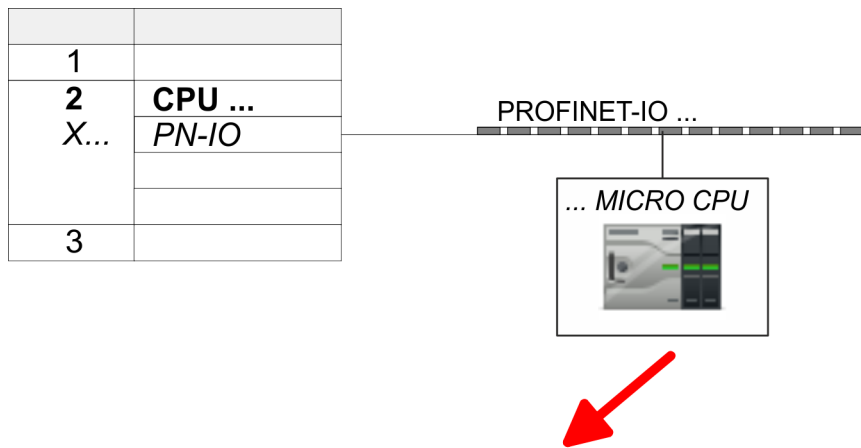 1
2 CPU ...
X... PN-IO
3
PROFINET-IO ...
... MICRO CPU